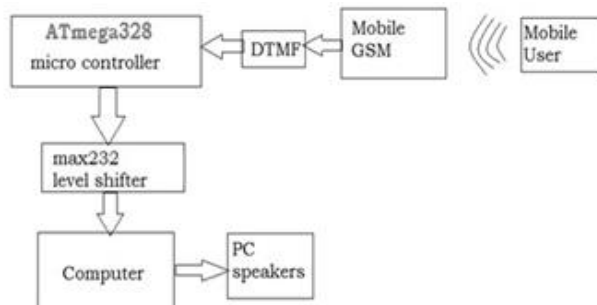 ATmega328
micro controller
DTMF
Mobile
GSM
Mobile
User
max232
level shifter
Computer
PC
speakers